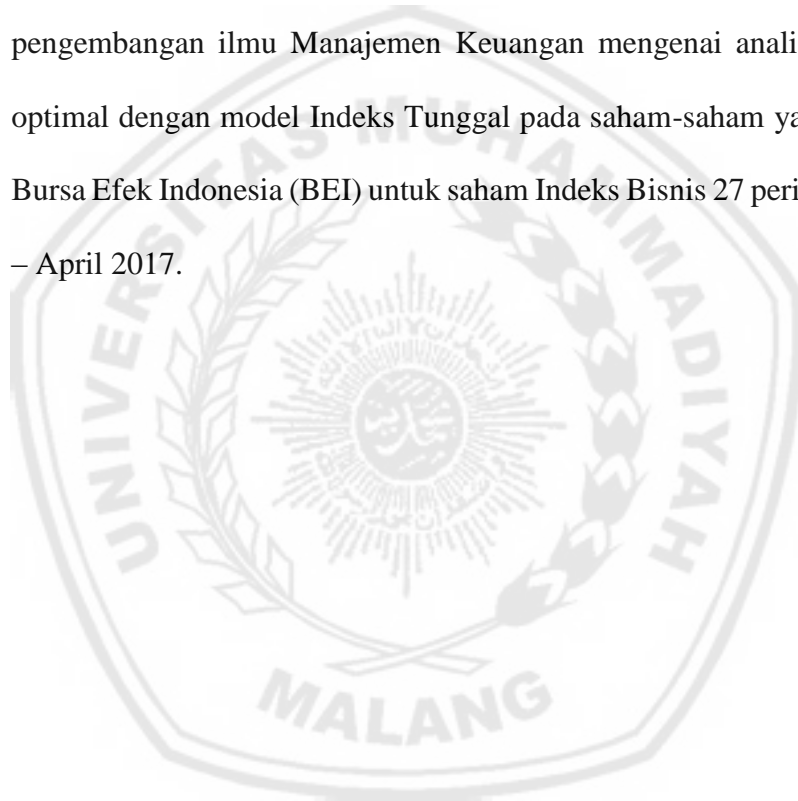 pengembangan ilmu Manajemen Keuangan mengenai anali
optimal dengan model Indeks Tunggal pada saham-saham ya
Bursa Efek Indonesia (BEI) untuk saham Indeks Bisnis 27 peri
– April 2017.
UNIVERSITAS MUHAMMADIYAH
MALANG